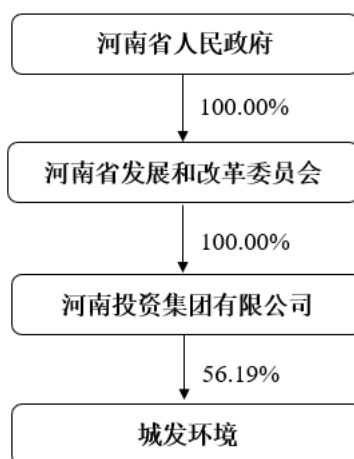 河南省人民政府
100.00%
河南省发展和改革委员会
100.00%
河南投资集团有限公司
56.19%
城发环境